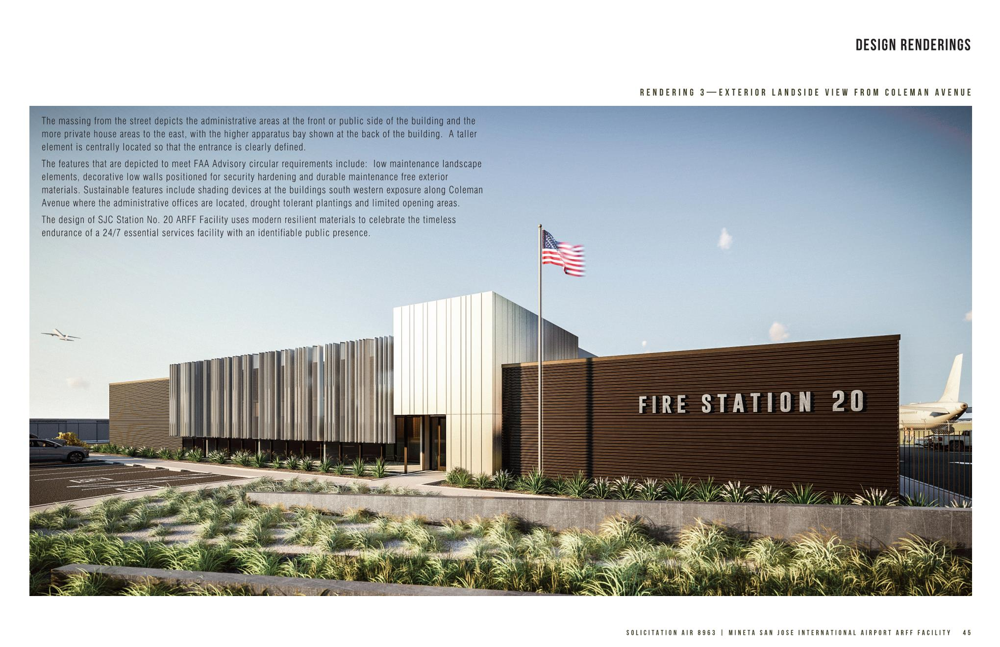 DESIGN RENDERINGS
RENDERING 3—EXTERIOR LANDSIDE VIEW FROM COLEMAN AVENUE
The massing from the street depicts the administrative areas at the front or public side of the building and the
more private house areas to the east, with the higher apparatus bay shown at the back of the building.  A taller
element is centrally located so that the entrance is clearly defined.
The features that are depicted to meet FAA Advisory circular requirements include:  low maintenance landscape
elements, decorative low walls positioned for security hardening and durable maintenance free exterior
materials. Sustainable features include shading devices at the buildings south western exposure along Coleman
Avenue where the administrative offices are located, drought tolerant plantings and limited opening areas.
The design of SJC Station No. 20 ARFF Facility uses modern resilient materials to celebrate the timeless
endurance of a 24/7 essential services facility with an identifiable public presence.
FIRE STATION 20
SOLICITATION AIR 8963 | MINETA SAN JOSE INTERNATIONAL AIRPORT ARFF FACILITY 45